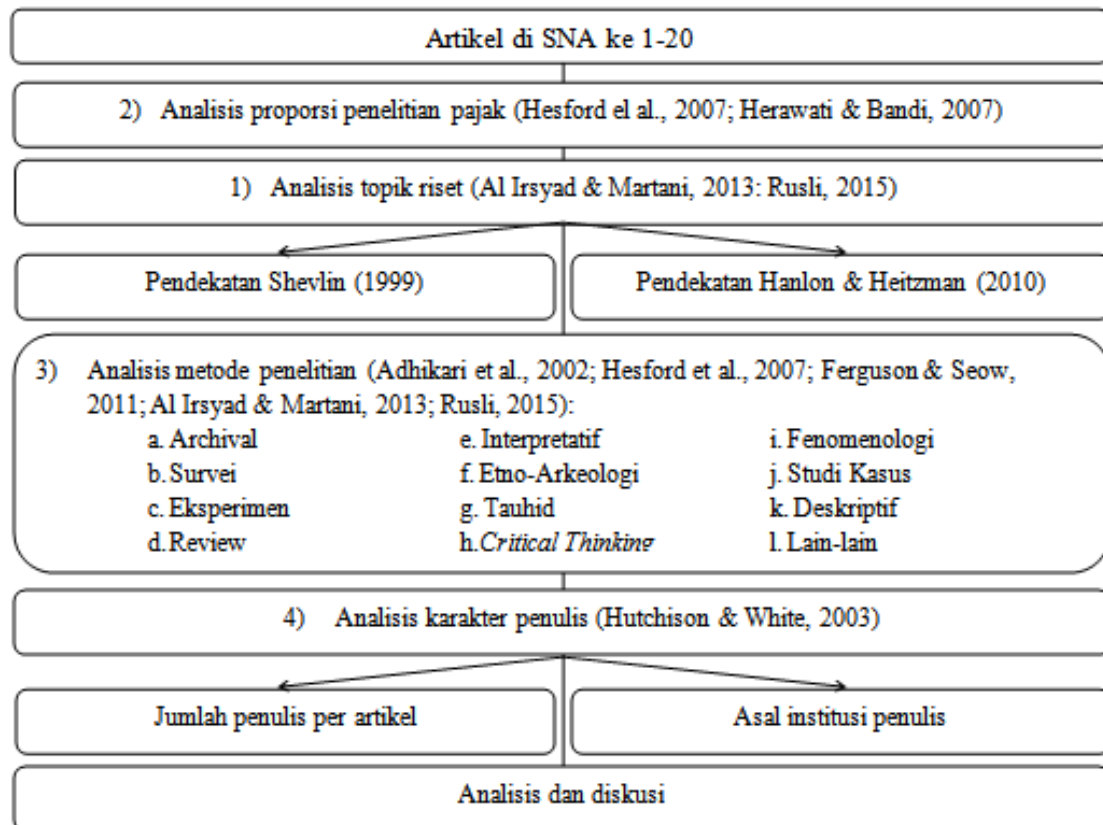 Artikel di SNA ke 1-20
2) Analisis proporsi penelitian pajak (Hesford el al., 2007; Herawati & Bandi, 2007)
1) Analisis topik riset (Al Irsyad & Martani, 2013: Rusli, 2015)
Pendekatan Shevlin (1999)
Pendekatan Hanlon & Heitzman (2010)
3) Analisis metode penelitian (Adhikari et al., 2002; Hesford et al., 2007; Ferguson & Seow,
2011; Al Irsyad & Martani, 2013; Rusli, 2015):
a. Archival
b. Survei
c. Eksperimen
d. Review
e. Interpretatif
f. Etno-Arkeologi
g. Tauhid
h. Critical Thinking
i. Fenomenologi
j. Studi Kasus
k. Deskriptif
l. Lain-lain
4) Analisis karakter penulis (Hutchison & White, 2003)
Jumlah penulis per artikel
Asal institusi penulis
Analisis dan diskusi